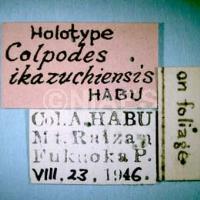 Holotype
Colpodes
ikazuchiensis
HABU
Col. A. HABU
Mt. Raizan
Fukuoka P.
VIII. 23. 1946.
on foliage